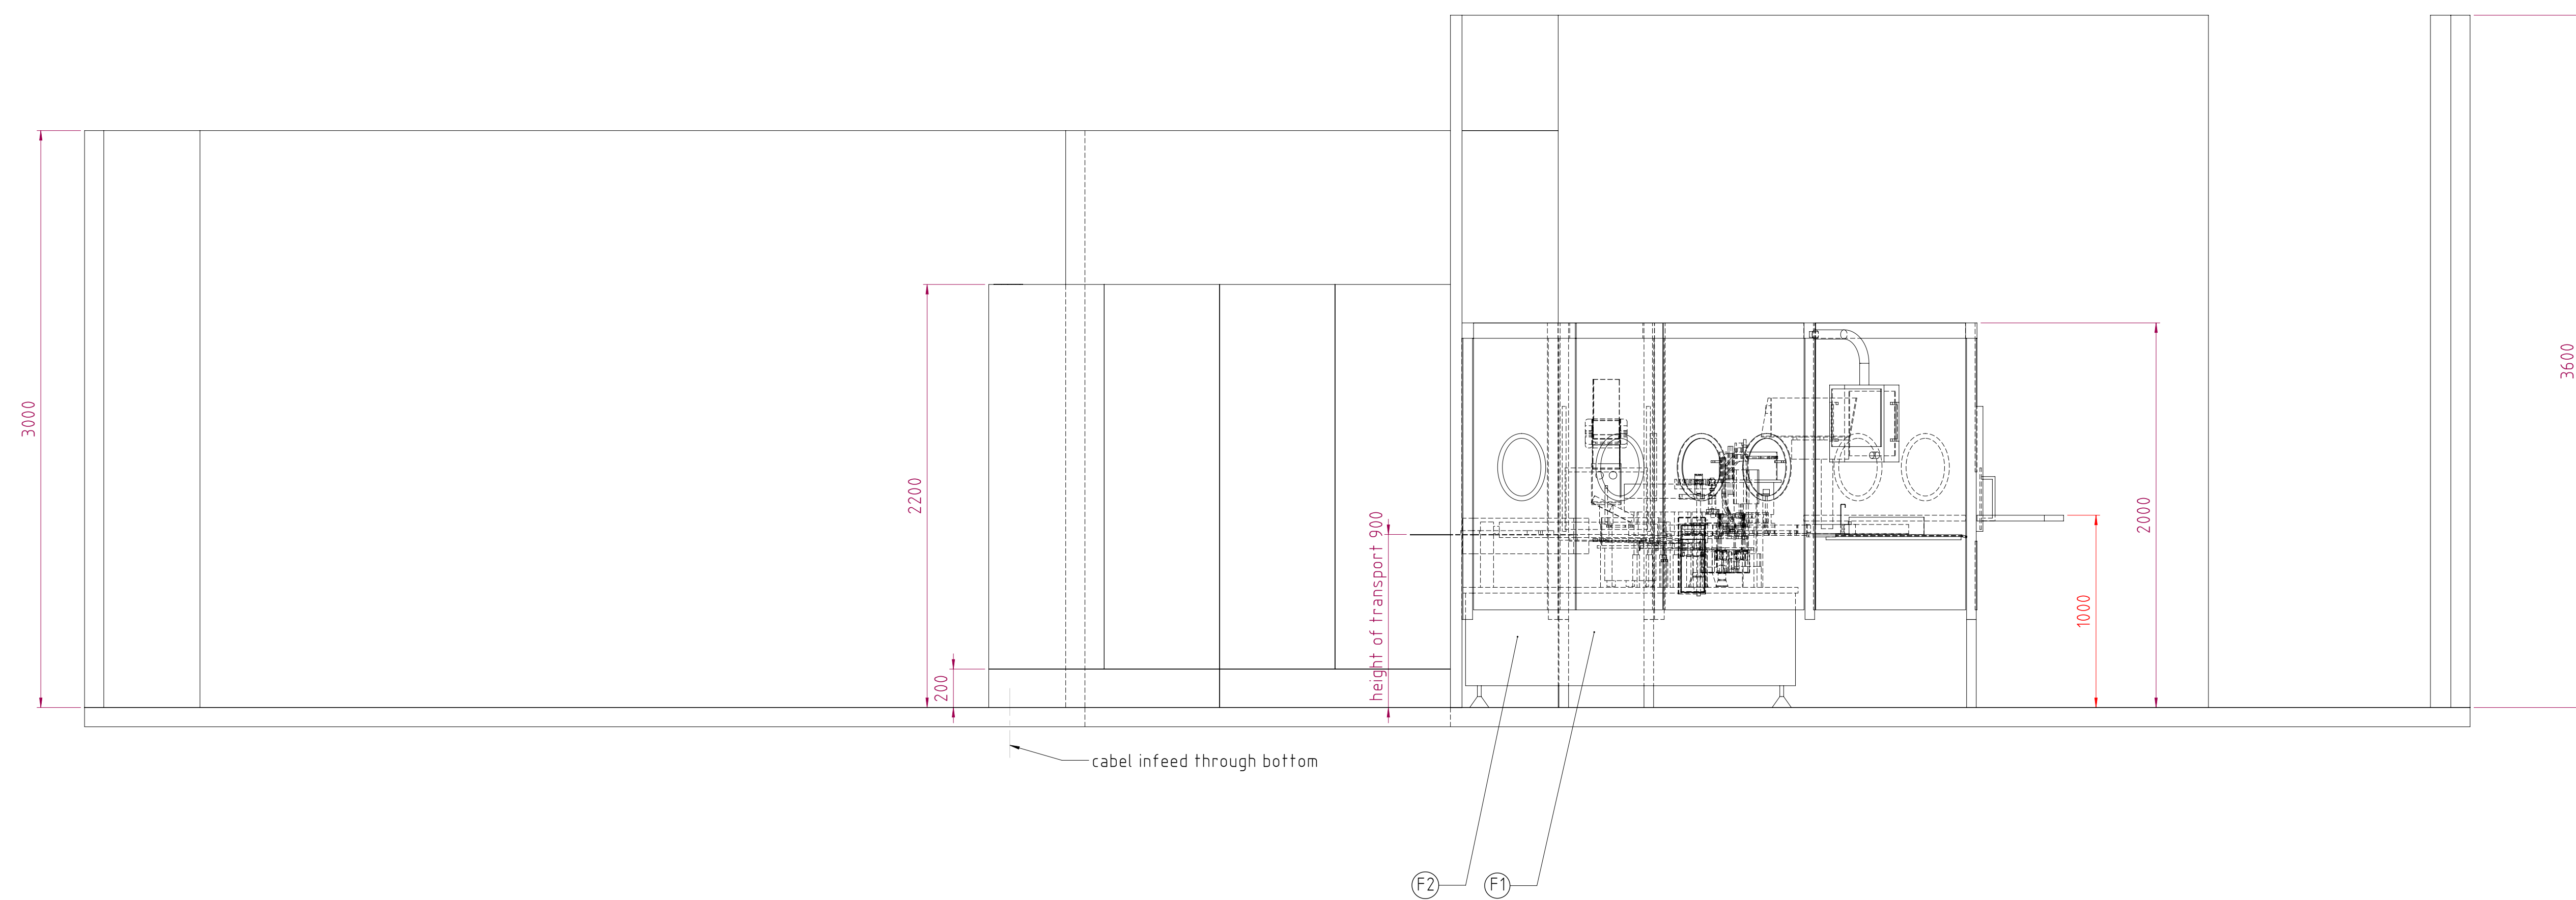 3600
3000
2200
2000
height of transport 900
1000
200
cabel infeed through bottom
F2
F1